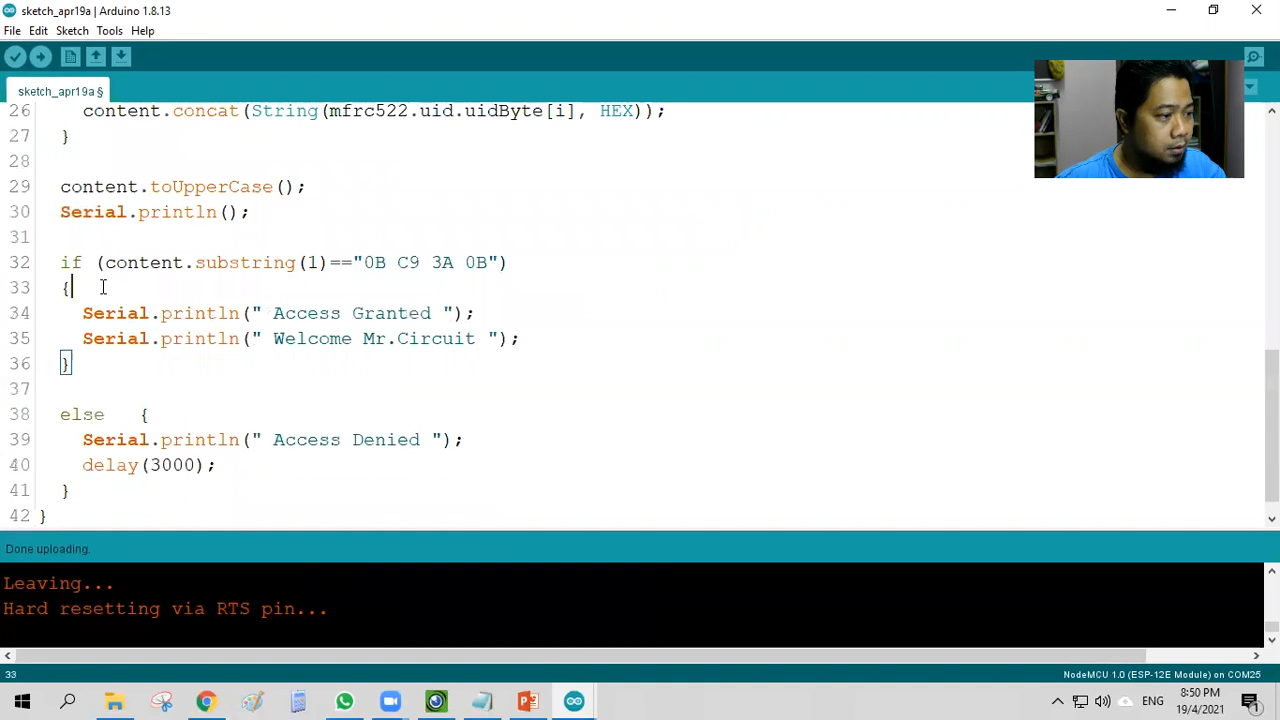 sketch_apr19a | Arduino 1.8.13
File Edit Sketch Tools Help
sketch_apr19a §
26 content.concat(String(mfrc522.uid.uidByte[i], HEX));
27 }
28
29 content.toUpperCase();
30 Serial.println();
31
32 if (content.substring(1)=="0B C9 3A 0B")
33 {
34 Serial.println(" Access Granted ");
35 Serial.println(" Welcome Mr.Circuit ");
36 }
37
38 else {
39 Serial.println(" Access Denied ");
40 delay(3000);
41 }
42 }
Done uploading.
Leaving...
Hard resetting via RTS pin...
33 NodeMCU 1.0 (ESP-12E Module) on COM25
ENG 8:50 PM
19/4/2021